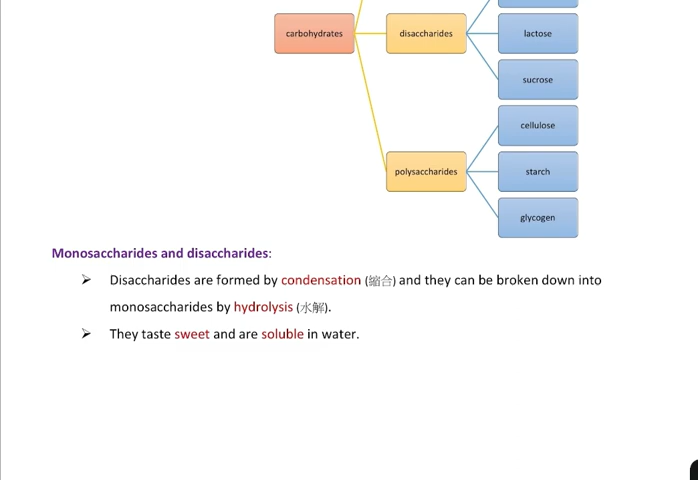 carbohydrates
disaccharides
lactose
sucrose
cellulose
polysaccharides
starch
glycogen
Monosaccharides and disaccharides:
➢ Disaccharides are formed by condensation (縮合) and they can be broken down into
monosaccharides by hydrolysis (水解).
➢ They taste sweet and are soluble in water.